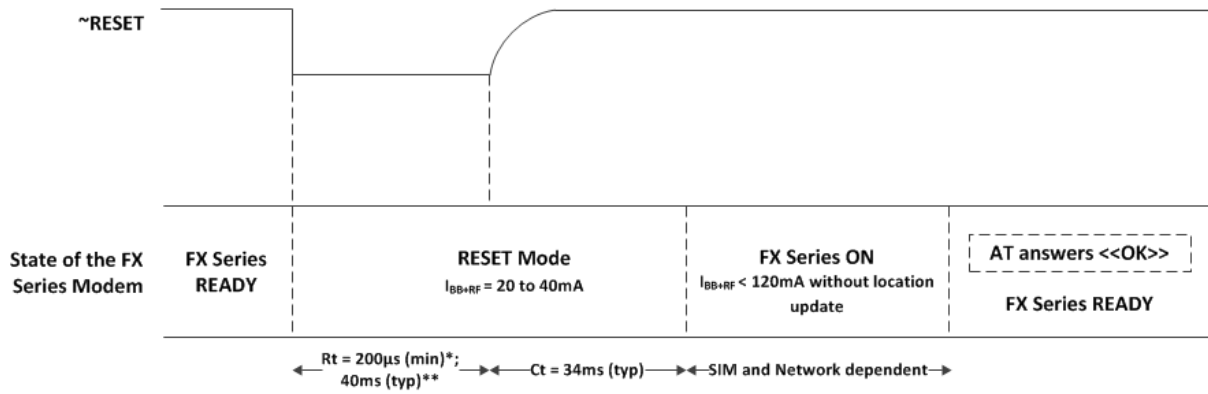 ~RESET
State of the FX
Series Modem
FX Series
READY
RESET Mode
IBB+RF = 20 to 40mA
FX Series ON
IBB+RF < 120mA without location
update
AT answers <<OK>>
FX Series READY
Rt = 200µs (min)*;
40ms (typ)**
Ct = 34ms (typ)
SIM and Network dependent